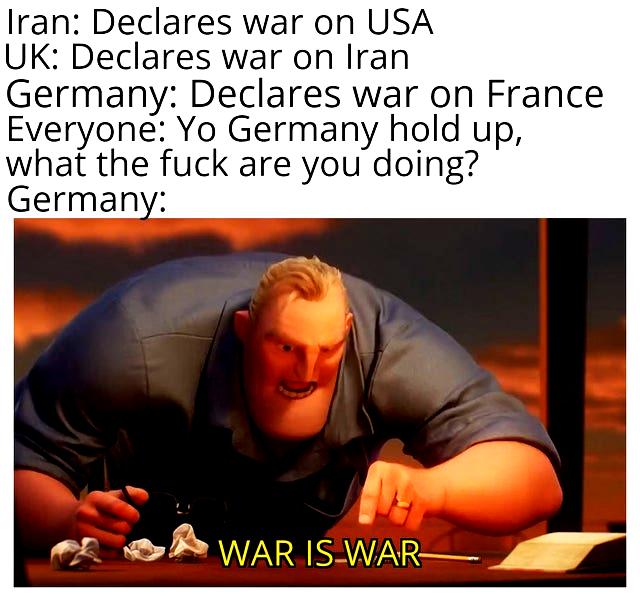 Iran: Declares war on USA
UK: Declares war on Iran
Germany: Declares war on France
Everyone: Yo Germany hold up,
what the fuck are you doing?
Germany:
WAR IS WAR